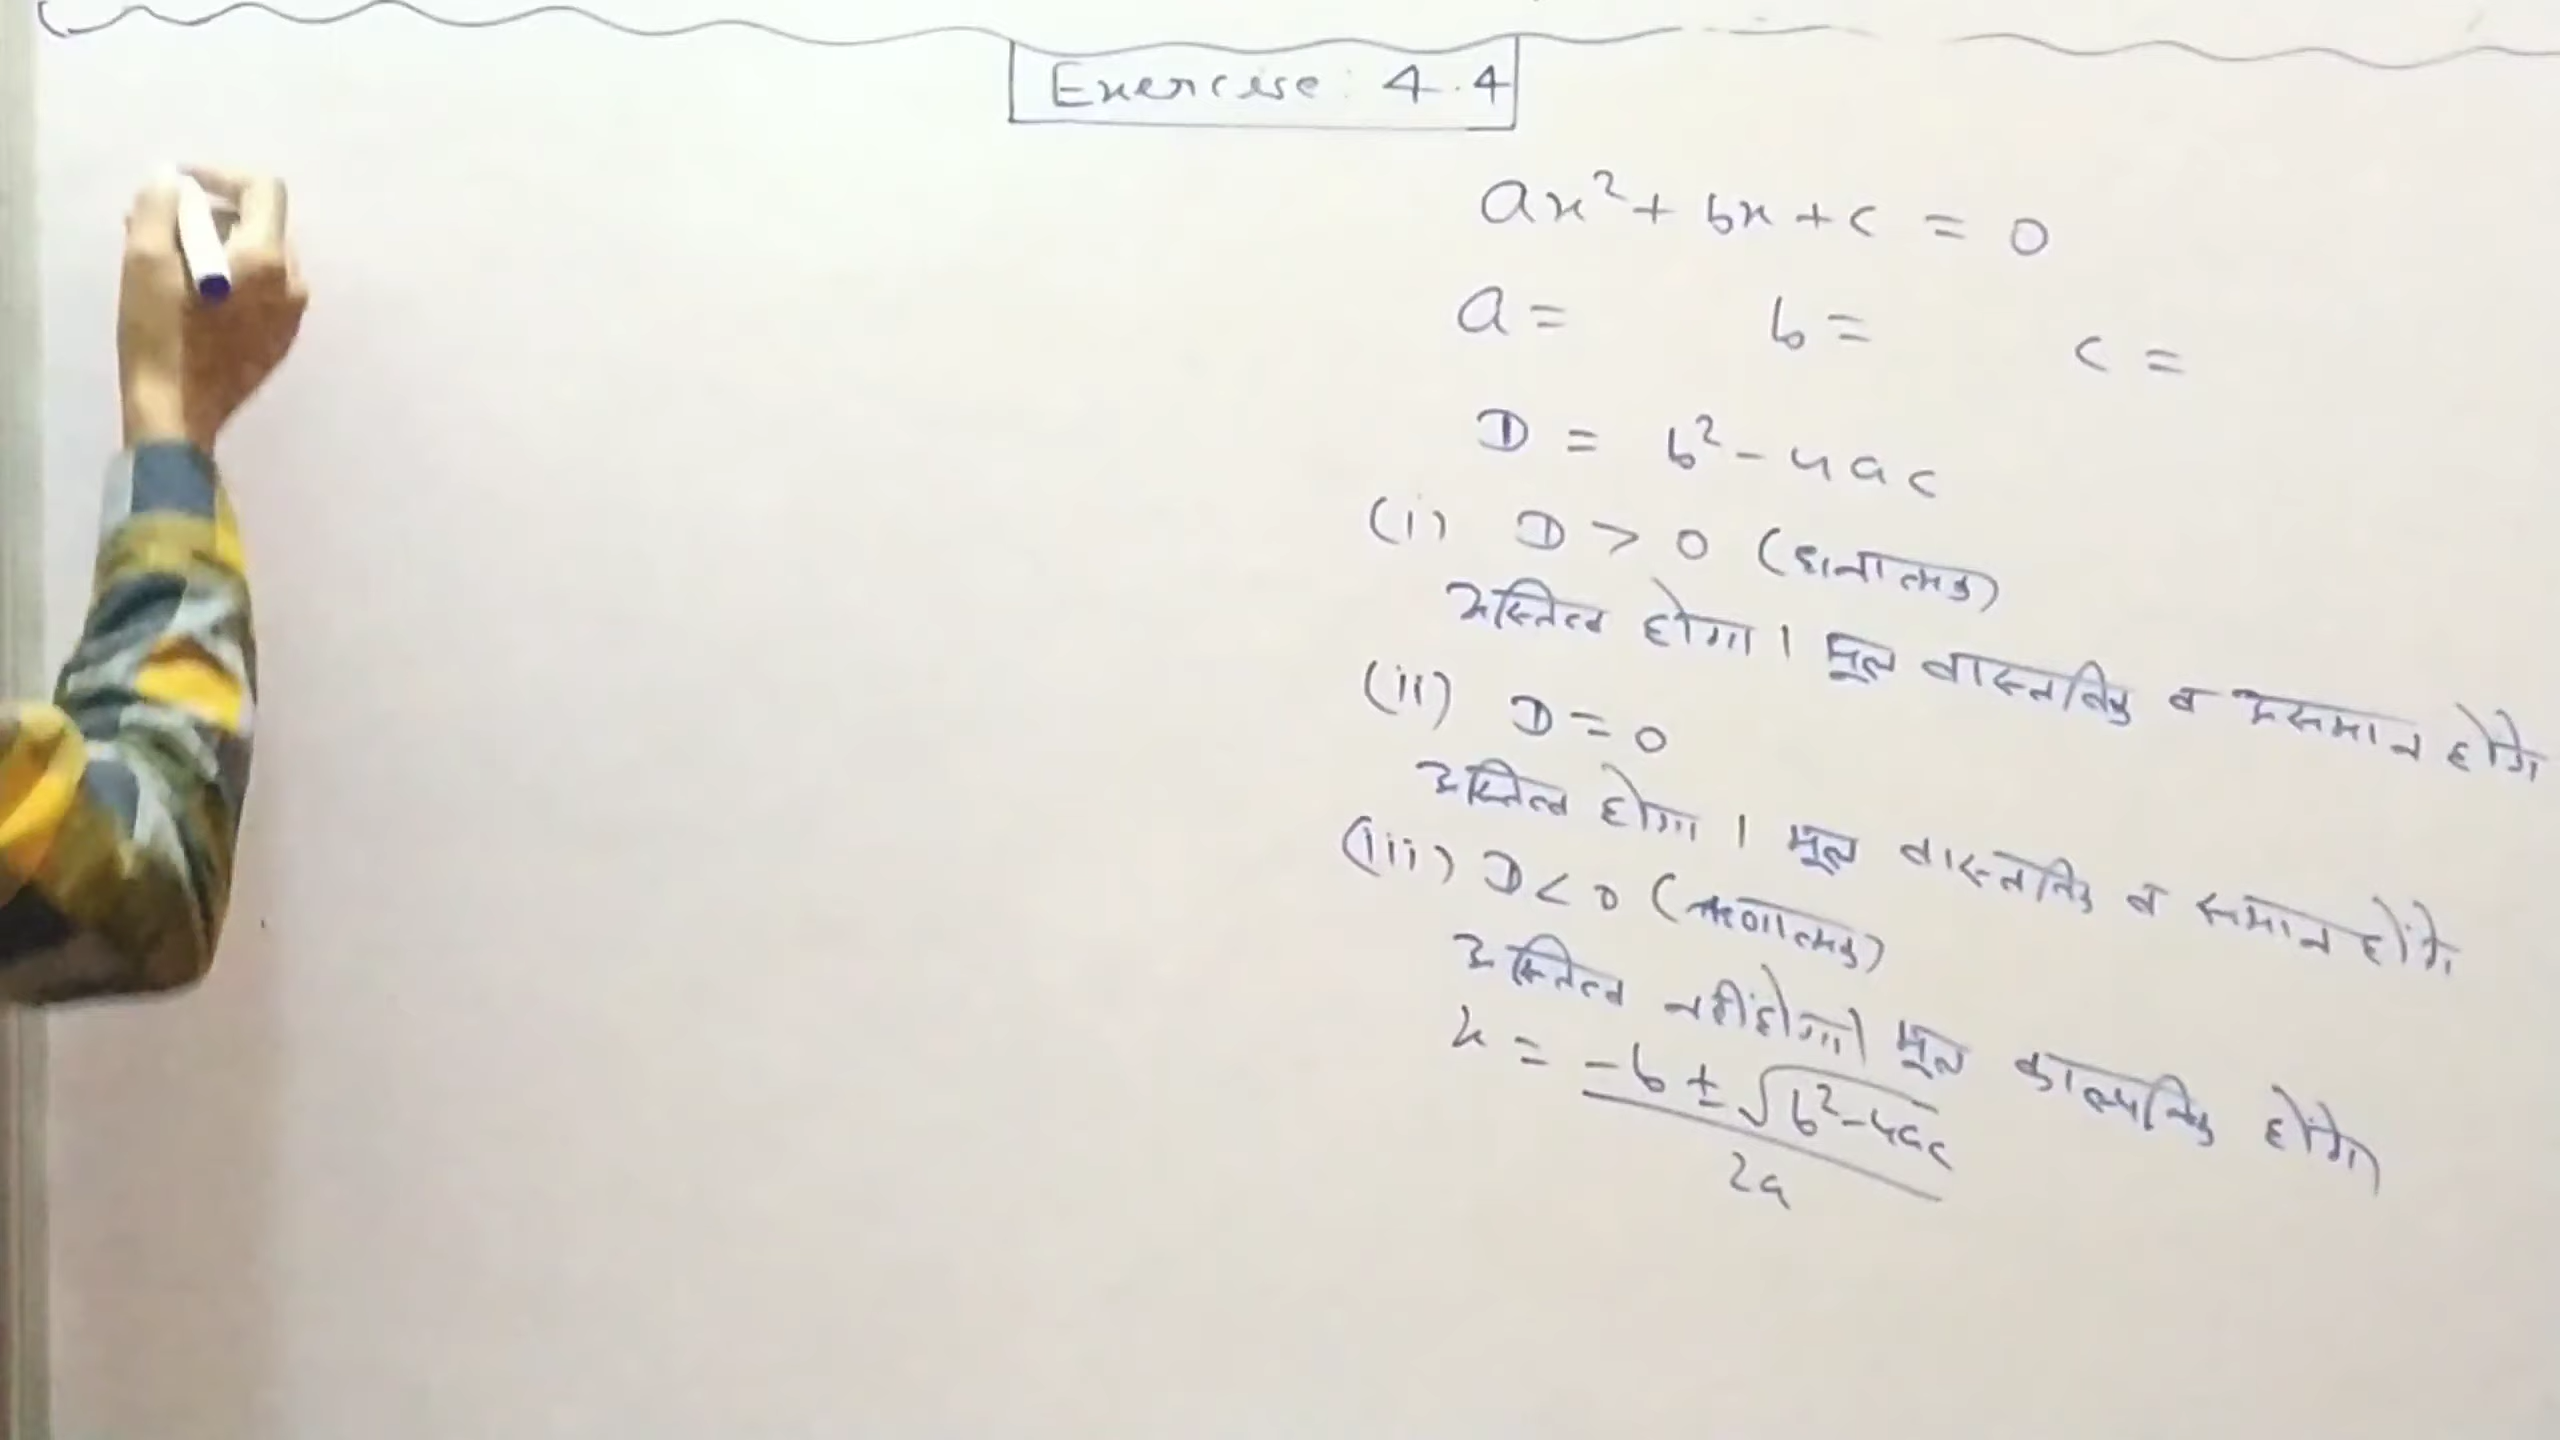 Exercise: 4.4
ax² + bx + c = 0
a = b = c =
D = b² - 4ac
(i) D > 0 (धनात्मक)
अस्तित्व होगा। मूल वास्तविक व असमान होंगे
(ii) D = 0
अस्तित्व होगा। मूल वास्तविक व समान होंगे
(iii) D < 0 (ऋणात्मक)
अस्तित्व नहीं होगा। मूल काल्पनिक होंगे
x = -b ± √b²-4ac
2a